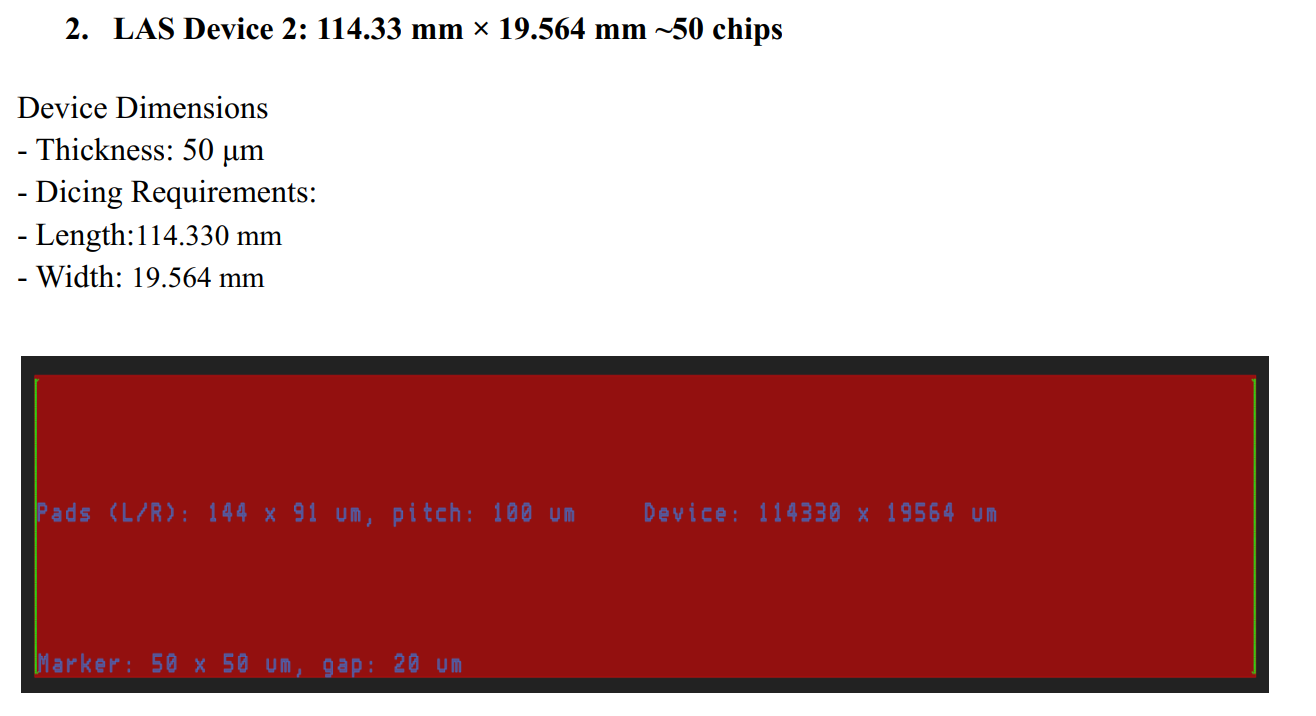 2. LAS Device 2: 114.33 mm × 19.564 mm ~50 chips
Device Dimensions
- Thickness: 50 μm
- Dicing Requirements:
- Length:114.330 mm
- Width: 19.564 mm
Pads (L/R): 144 x 91 um, pitch: 100 um Device: 114330 x 19564 um
Marker: 50 x 50 um, gap: 20 um